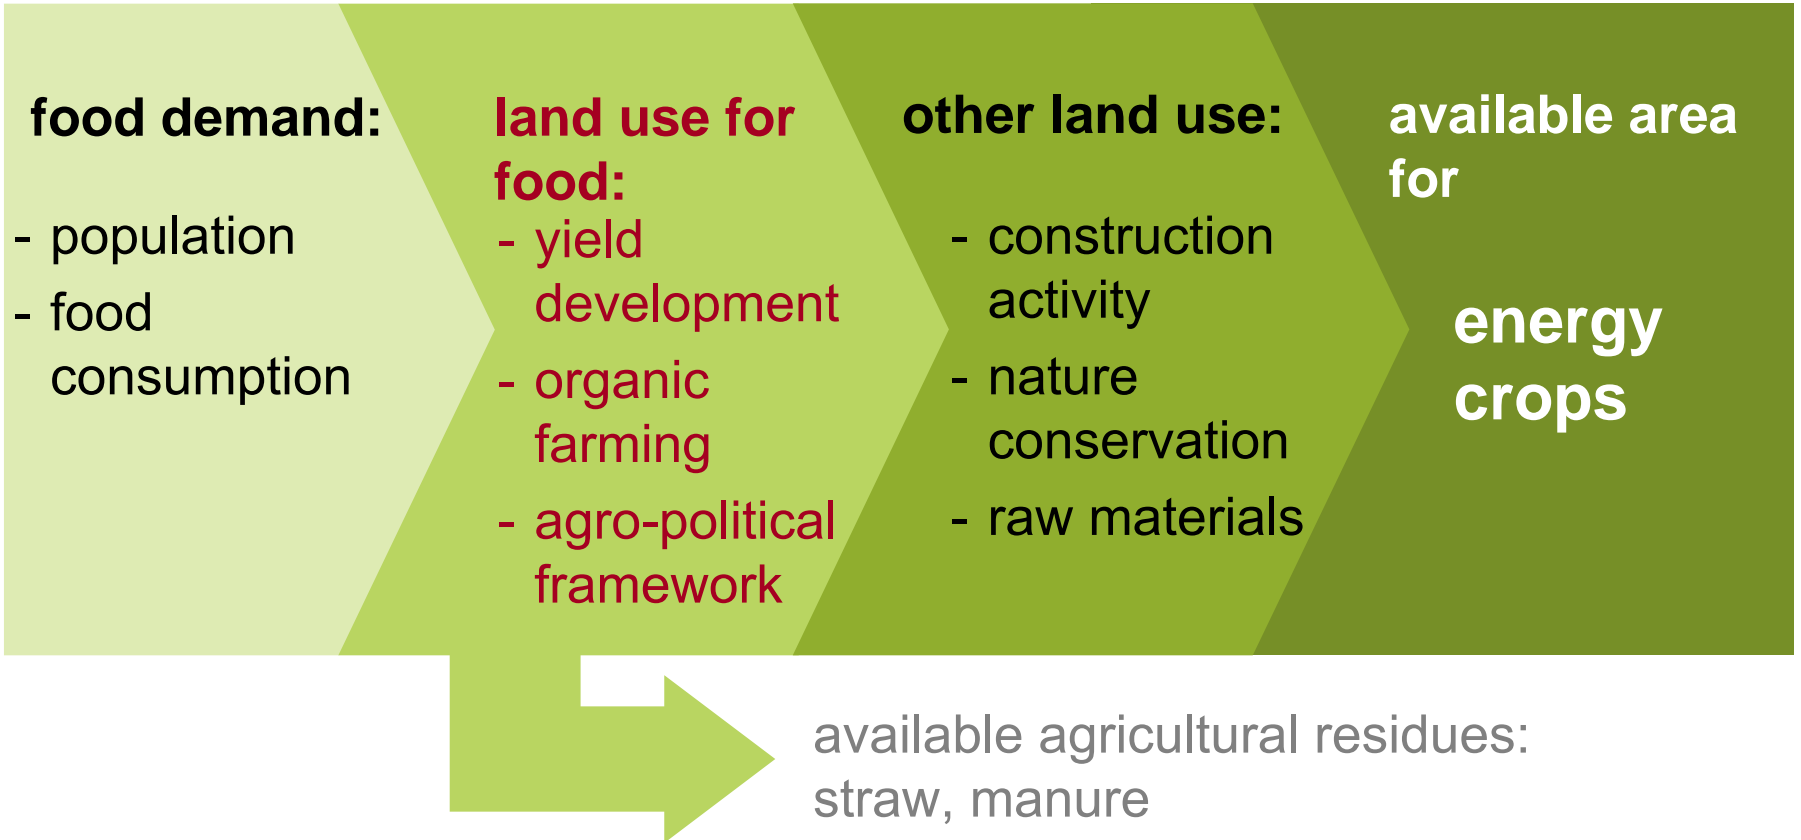 food demand:
- population
- food
consumption
land use for
food:
- yield
development
- organic
farming
- agro-political
framework
other land use:
- construction
activity
- nature
conservation
- raw materials
available area
for
energy
crops
available agricultural residues:
straw, manure